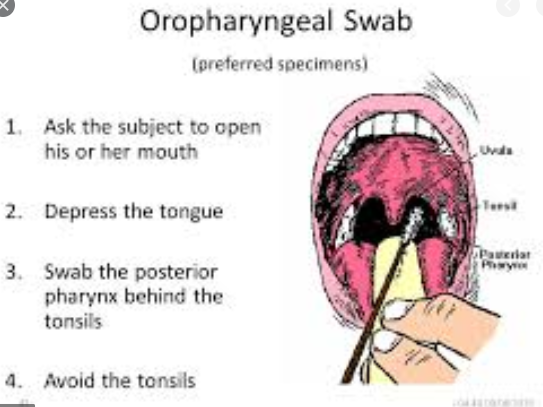 Oropharyngeal Swab
(preferred specimens)
1. Ask the subject to open
his or her mouth
2. Depress the tongue
3. Swab the posterior
pharynx behind the
tonsils
4. Avoid the tonsils
Uvula
Tonsil
Posterior
Pharynx